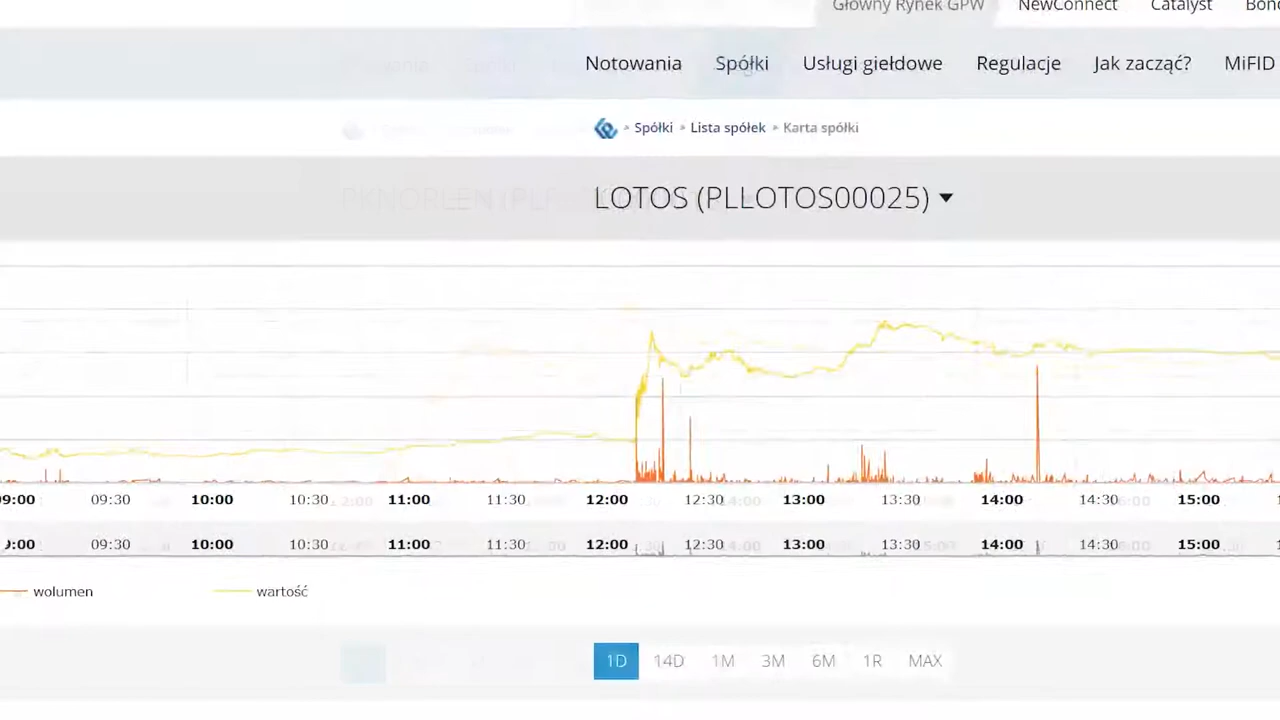 Główny Rynek GPW NewConnect Catalyst
Notowania Spółki Usługi giełdowe Regulacje Jak zacząć? MiFID
» Spółki » Lista spółek » Karta spółki
LOTOS (PLLOTOS00025)
09:00 09:30 10:00 10:30 11:00 11:30 12:00 12:30 13:00 13:30 14:00 14:30 15:00
9:00 09:30 10:00 10:30 11:00 11:30 12:00 12:30 13:00 13:30 14:00 14:30 15:00
wolumen wartość
1D 14D 1M 3M 6M 1R MAX